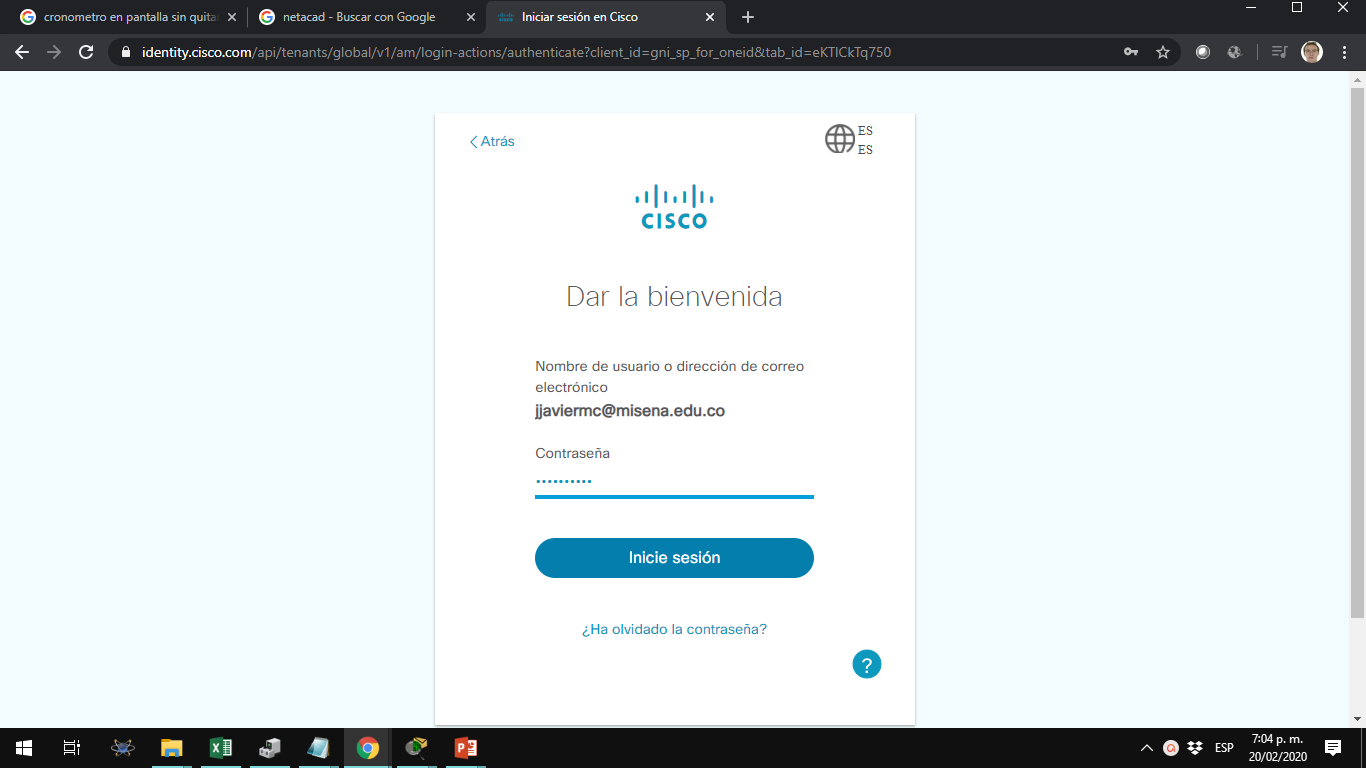 cronometro en pantalla sin quita
netacad - Buscar con Google
Iniciar sesión en Cisco
identity.cisco.com/api/tenants/global/v1/am/login-actions/authenticate?client_id=gni_sp_for_oneid&tab_id=eKTlCkTq750
Atrás
ES
ES
CISCO
Dar la bienvenida
Nombre de usuario o dirección de correo
electrónico
jjaviermc@misena.edu.co
Contraseña
Inicie sesión
¿Ha olvidado la contraseña?
?
ESP
7:04 p. m.
20/02/2020